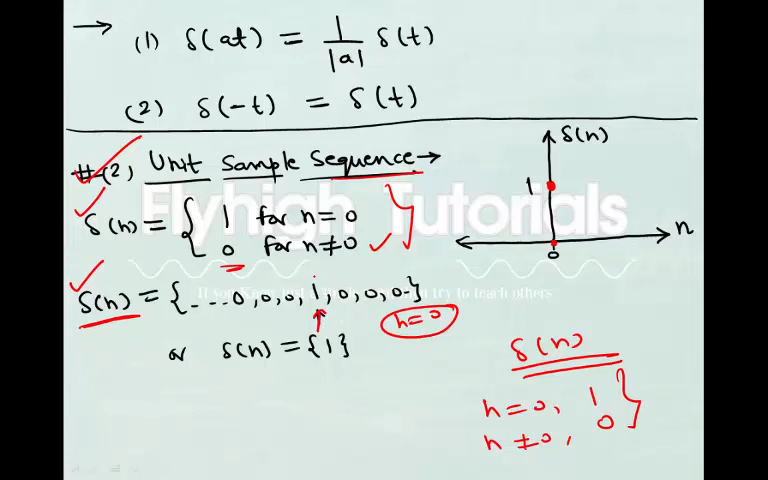 → (1) δ(at) = 1/|a| δ(t)
(2) δ(-t) = δ(t)
#(2) Unit Sample Sequence →
δ(n) = { 1 for n=0
0 for n≠0
δ(n) = {....0,0,0,1,0,0,0..}
↑
n=0
or δ(n) = {1}
δ(n)
1
0
n
δ(n)
n=0, 1
n≠0, 0
Flyhigh Tutorials